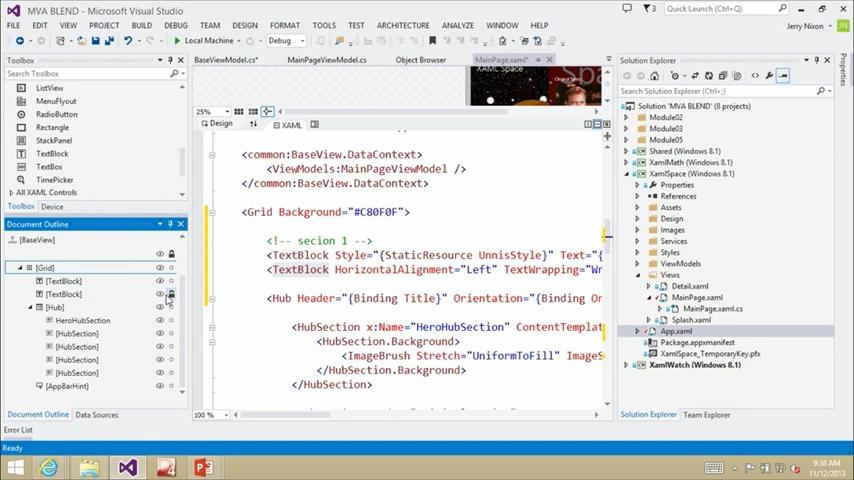 MVA BLEND - Microsoft Visual Studio
3
Quick Launch (Ctrl+Q)
FILE EDIT VIEW PROJECT BUILD DEBUG TEAM DESIGN FORMAT TOOLS TEST ARCHITECTURE ANALYZE WINDOW HELP
Jerry Nixon JN
Local Machine Debug
Toolbox
Search Toolbox
ListView
MenuFlyout
RadioButton
Rectangle
StackPanel
TextBlock
TextBox
TimePicker
All XAML Controls
Toolbox Device
Document Outline
[BaseView]
[Grid]
[TextBlock]
[TextBlock]
[Hub]
HeroHubSection
[HubSection]
[HubSection]
[HubSection]
[HubSection]
[AppBarHint]
Document Outline Data Sources
Error List
Ready
BaseViewModel.cs* MainPageViewModel.cs Object Browser MainPage.xaml*
XAML Space
25%
Design XAML
<common:BaseView.DataContext>
<ViewModels:MainPageViewModel />
</common:BaseView.DataContext>
<Grid Background="#C80F0F">
<!-- secion 1 -->
<TextBlock Style="{StaticResource UnnisStyle}" Text="{
<TextBlock HorizontalAlignment="Left" TextWrapping="Wr
<Hub Header="{Binding Title}" Orientation="{Binding On
<HubSection x:Name="HeroHubSection" ContentTemplat
<HubSection.Background>
<ImageBrush Stretch="UniformToFill" ImageS
</HubSection.Background>
</HubSection>
100 %
Solution Explorer
Search Solution Explorer (Ctrl+;)
Solution 'MVA BLEND' (8 projects)
Module02
Module03
Module05
Shared (Windows 8.1)
XamlMath (Windows 8.1)
XamlSpace (Windows 8.1)
Properties
References
Assets
Design
Images
Services
Styles
ViewModels
Views
Detail.xaml
MainPage.xaml
MainPage.xaml.cs
Splash.xaml
App.xaml
Package.appxmanifest
XamlSpace_TemporaryKey.pfx
XamlWatch (Windows 8.1)
Solution Explorer Team Explorer
Properties
9:38 AM
11/12/2013